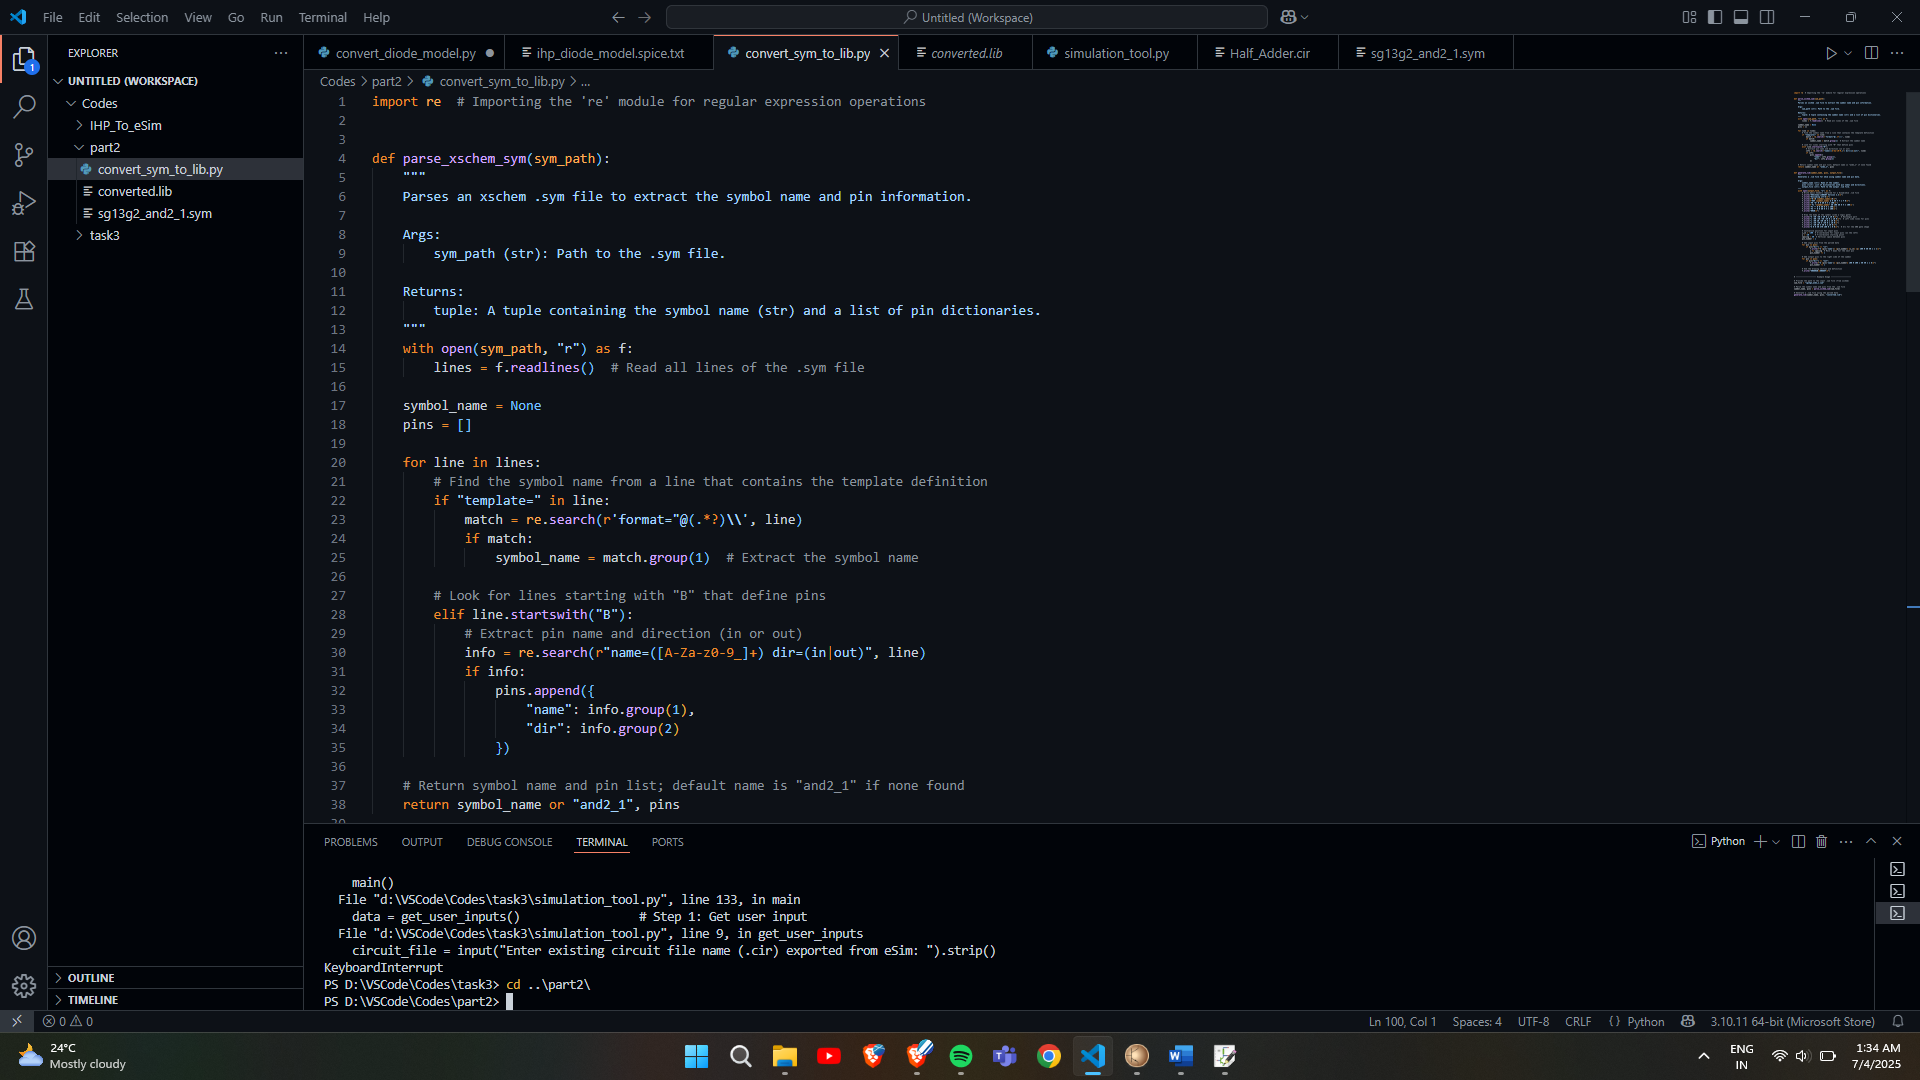 File Edit Selection View Go Run Terminal Help
Untitled (Workspace)
EXPLORER
UNTITLED (WORKSPACE)
Codes
IHP_To_eSim
part2
convert_sym_to_lib.py
converted.lib
sg13g2_and2_1.sym
task3
OUTLINE
TIMELINE
1
convert_diode_model.py
ihp_diode_model.spice.txt
convert_sym_to_lib.py
converted.lib
simulation_tool.py
Half_Adder.cir
sg13g2_and2_1.sym
Codes > part2 > convert_sym_to_lib.py > ...
1 import re  # Importing the 're' module for regular expression operations
2
3
4 def parse_xschem_sym(sym_path):
5     """
6     Parses an xschem .sym file to extract the symbol name and pin information.
7
8     Args:
9         sym_path (str): Path to the .sym file.
10
11     Returns:
12         tuple: A tuple containing the symbol name (str) and a list of pin dictionaries.
13     """
14     with open(sym_path, "r") as f:
15         lines = f.readlines()  # Read all lines of the .sym file
16
17     symbol_name = None
18     pins = []
19
20     for line in lines:
21         # Find the symbol name from a line that contains the template definition
22         if "template=" in line:
23             match = re.search(r'format="@(.*?)\\', line)
24             if match:
25                 symbol_name = match.group(1)  # Extract the symbol name
26
27         # Look for lines starting with "B" that define pins
28         elif line.startswith("B"):
29             # Extract pin name and direction (in or out)
30             info = re.search(r"name=([A-Za-z0-9_]+) dir=(in|out)", line)
31             if info:
32                 pins.append({
33                     "name": info.group(1),
34                     "dir": info.group(2)
35                 })
36
37     # Return symbol name and pin list; default name is "and2_1" if none found
38     return symbol_name or "and2_1", pins
PROBLEMS OUTPUT DEBUG CONSOLE TERMINAL PORTS
Python
main()
File "d:\VSCode\Codes\task3\simulation_tool.py", line 133, in main
data = get_user_inputs()               # Step 1: Get user input
File "d:\VSCode\Codes\task3\simulation_tool.py", line 9, in get_user_inputs
circuit_file = input("Enter existing circuit file name (.cir) exported from eSim: ").strip()
KeyboardInterrupt
PS D:\VSCode\Codes\task3> cd ..\part2\
PS D:\VSCode\Codes\part2>
0 0
Ln 100, Col 1 Spaces: 4 UTF-8 CRLF {} Python 3.10.11 64-bit (Microsoft Store)
24°C
Mostly cloudy
ENG
IN
1:34 AM
7/4/2025